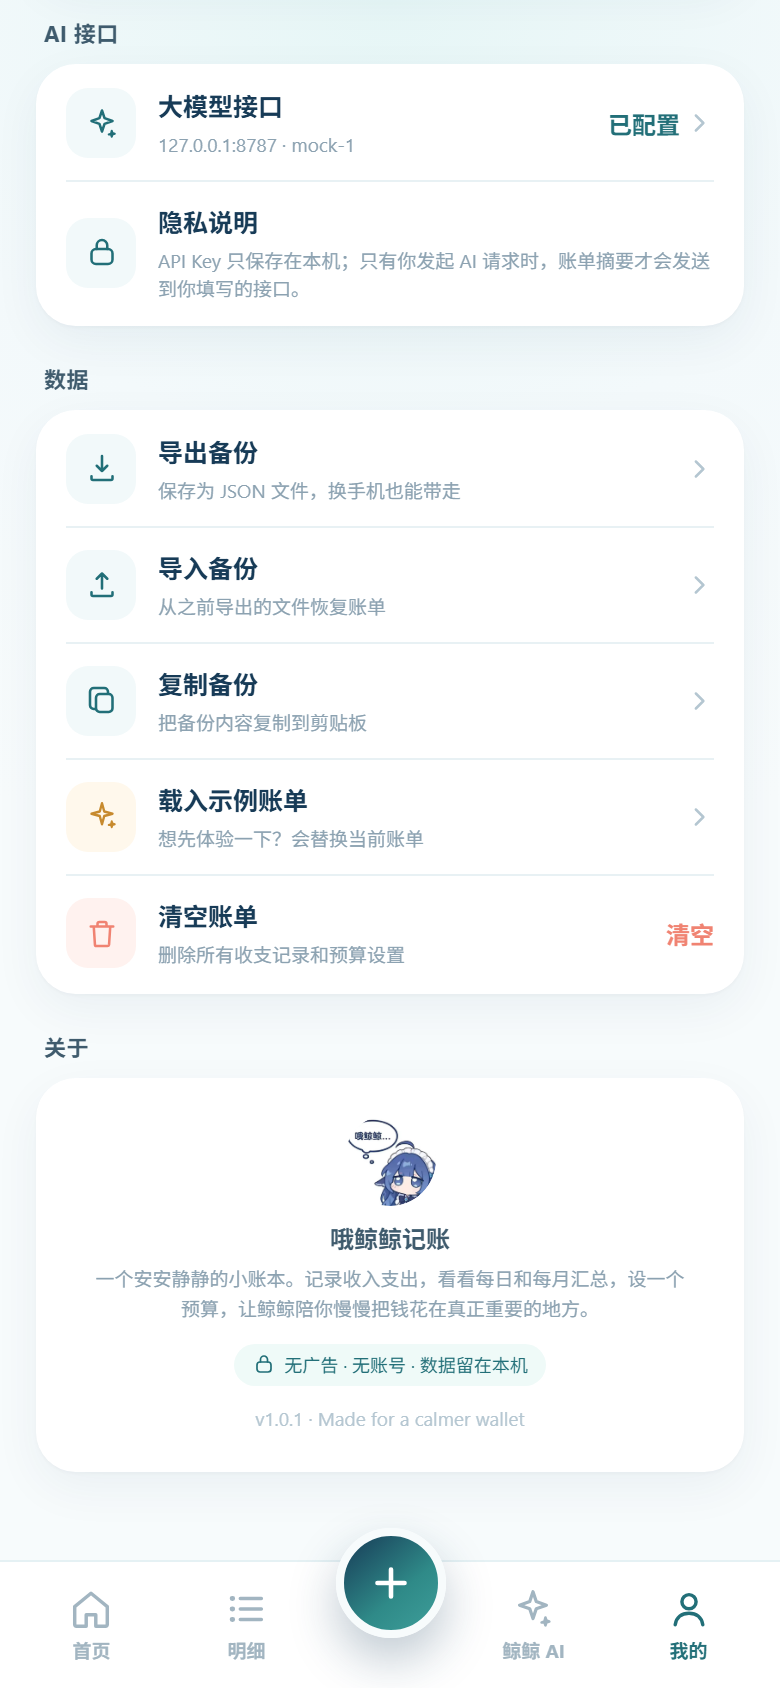 AI 接口
大模型接口
127.0.0.1:8787 · mock-1
已配置
隐私说明
API Key 只保存在本机；只有你发起 AI 请求时，账单摘要才会发送
到你填写的接口。
数据
导出备份
保存为 JSON 文件，换手机也能带走
导入备份
从之前导出的文件恢复账单
复制备份
把备份内容复制到剪贴板
载入示例账单
想先体验一下？会替换当前账单
清空账单
删除所有收支记录和预算设置
清空
关于
哦鲸鲸...
哦鲸鲸记账
一个安安静静的小账本。记录收入支出，看看每日和每月汇总，设一个
预算，让鲸鲸陪你慢慢把钱花在真正重要的地方。
无广告 · 无账号 · 数据留在本机
v1.0.1 · Made for a calmer wallet
首页
明细
鲸鲸 AI
我的